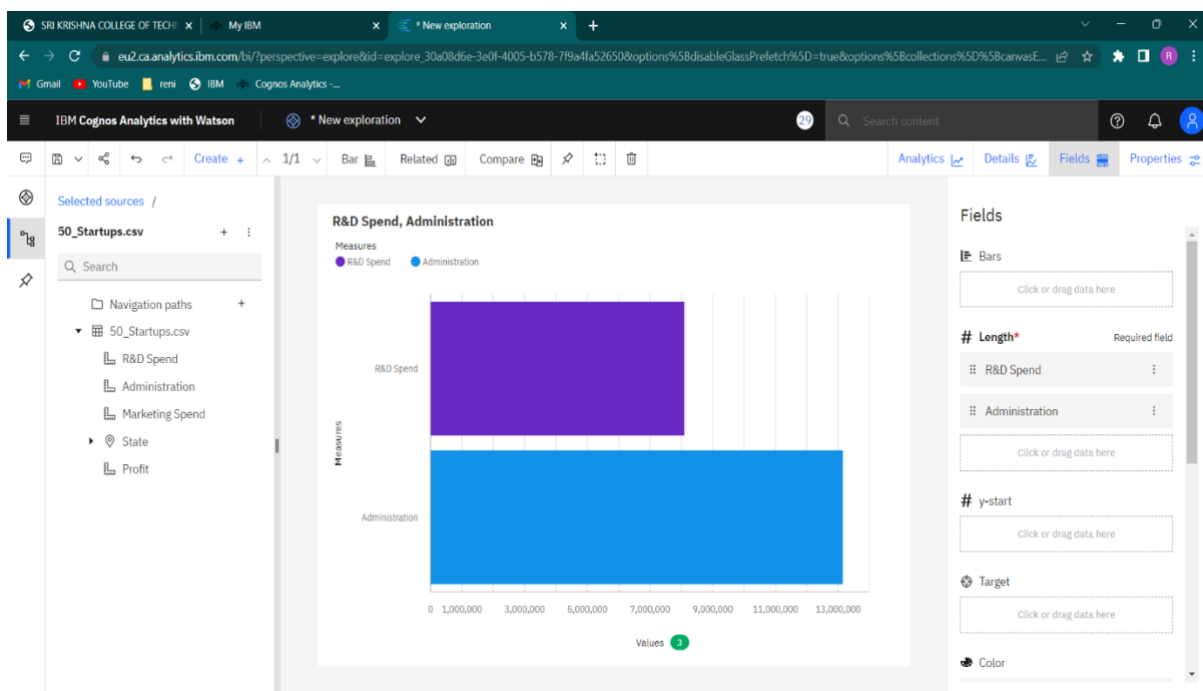 SRI KRISHNA COLLEGE OF TECH
My IBM
* New exploration
eu2.ca.analytics.ibm.com/bi/?perspective=explore&id=explore_30a08d6e-3e0f-4005-b578-7f9a4fa52650&options%5BdisableGlassPrefetch%5D=true&options%5Bcollections%5D%5BcanvasE...
Gmail YouTube reni IBM Cognos Analytics -...
R
IBM Cognos Analytics with Watson
* New exploration
29
Search content
Create +
1/1
Bar
Related
Compare
Analytics
Details
Fields
Properties
Selected sources /
50_Startups.csv
Search
Navigation paths
50_Startups.csv
R&D Spend
Administration
Marketing Spend
State
Profit
R&D Spend, Administration
Measures
R&D Spend Administration
R&D Spend
Administration
Measures
0 1,000,000 3,000,000 5,000,000 7,000,000 9,000,000 11,000,000 13,000,000
Values 3
Fields
Bars
Click or drag data here
# Length* Required field
R&D Spend
Administration
Click or drag data here
# y-start
Click or drag data here
Target
Click or drag data here
Color